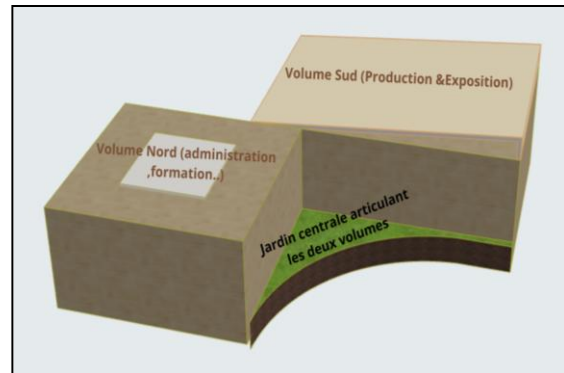 Volume Sud (Production &Exposition)
Volume Nord (administration
,formation..)
Jardin centrale articulant
les deux volumes